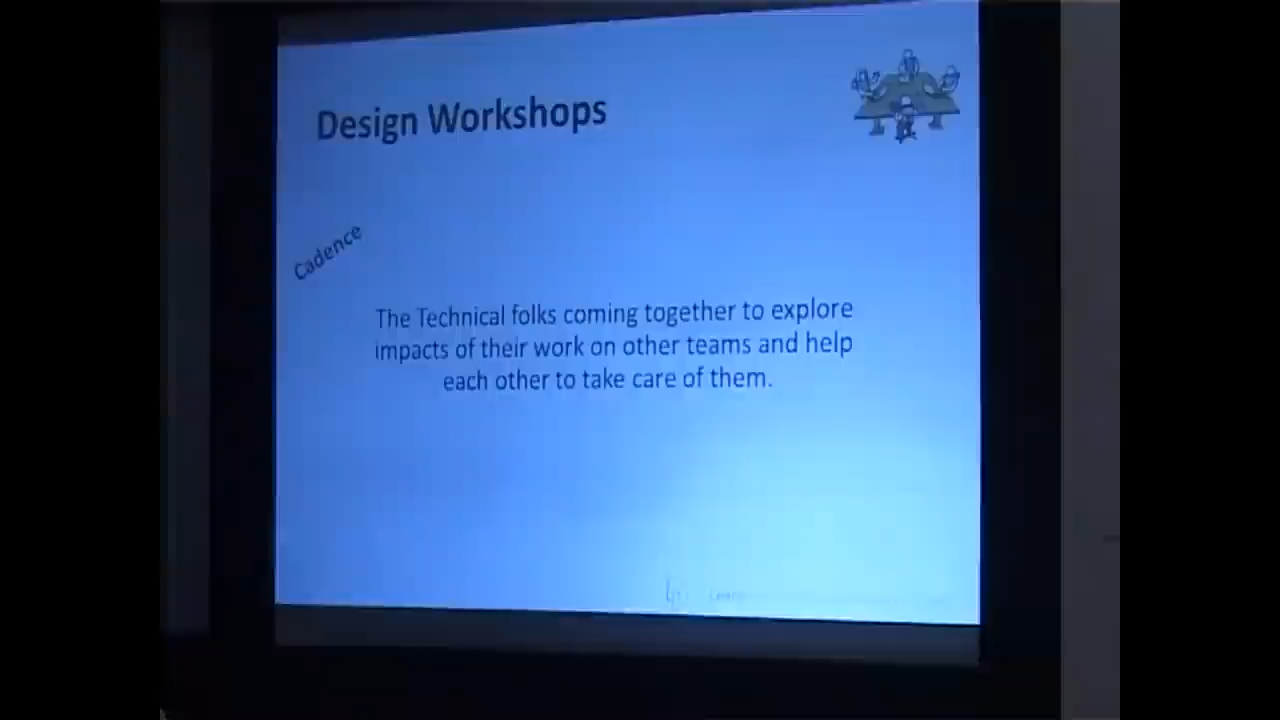 Design Workshops
Cadence
The Technical folks coming together to explore
impacts of their work on other teams and help
each other to take care of them.